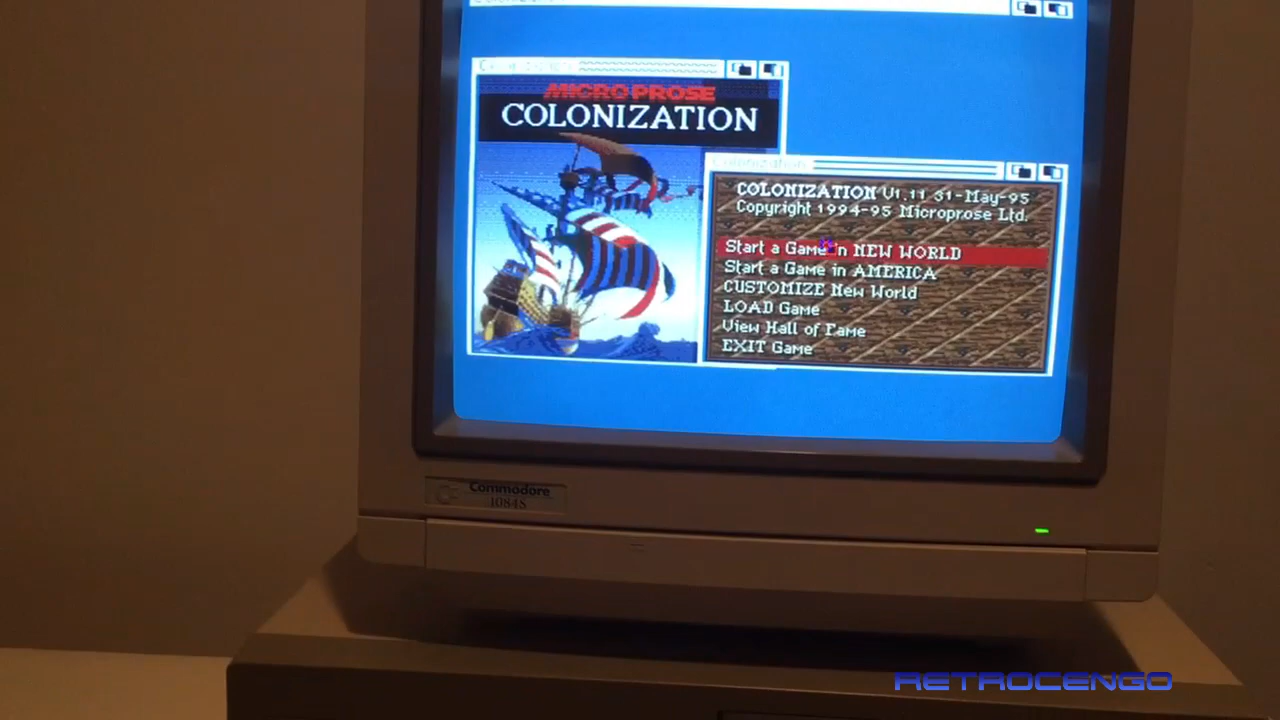 MICROPROSE
COLONIZATION
Colonization
COLONIZATION V1.11 31-May-95
Copyright 1994-95 Microprose Ltd.
Start a Game in NEW WORLD
Start a Game in AMERICA
CUSTOMIZE New World
LOAD Game
View Hall of Fame
EXIT Game
Commodore
1084S
RETROCENGO